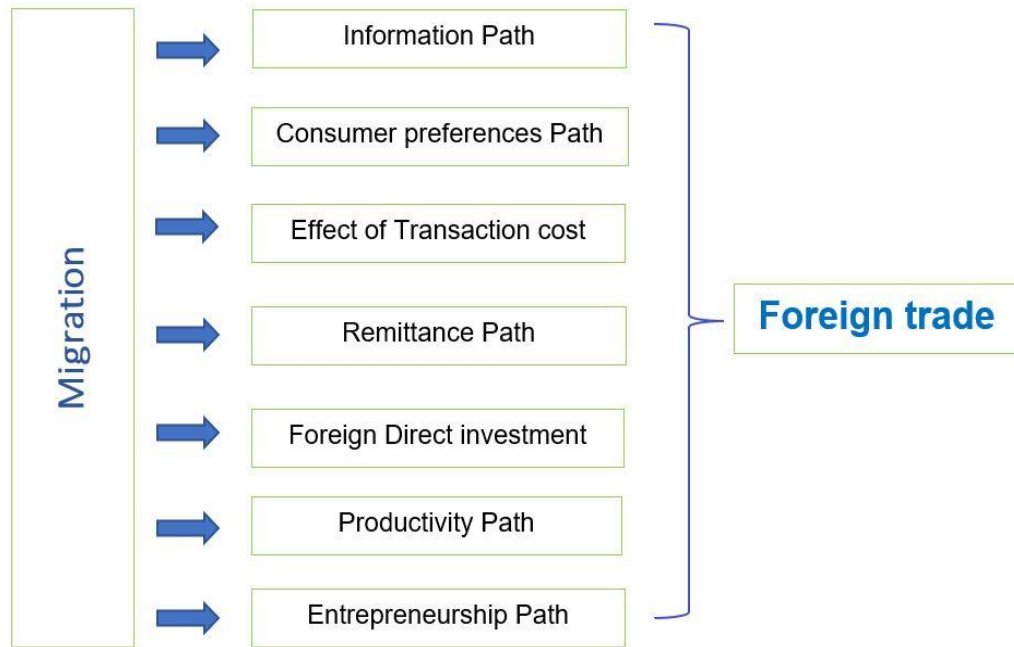 Migration
Information Path
Consumer preferences Path
Effect of Transaction cost
Remittance Path
Foreign Direct investment
Productivity Path
Entrepreneurship Path
Foreign trade